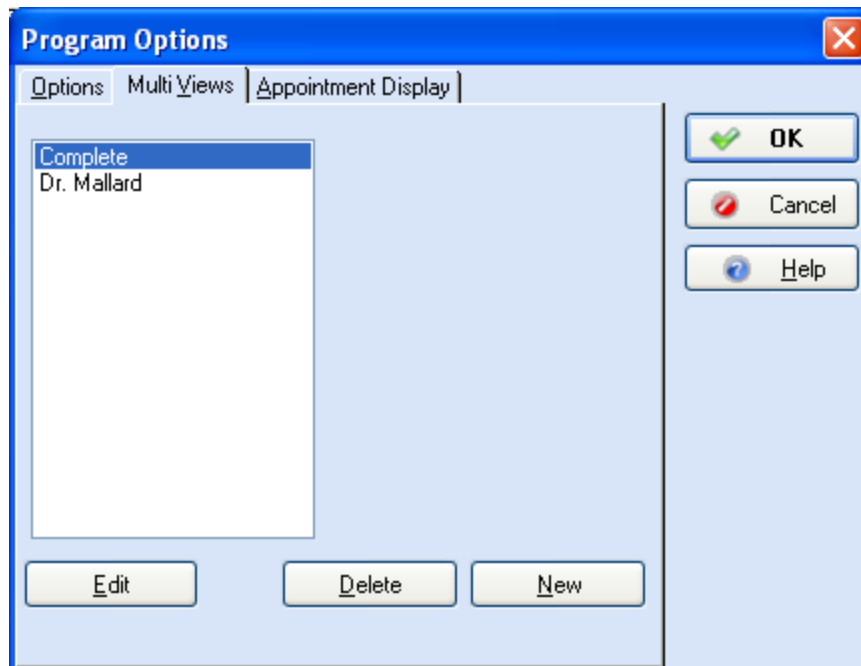 Program Options
Options Multi Views Appointment Display
Complete
Dr. Mallard
OK
Cancel
Help
Edit Delete New